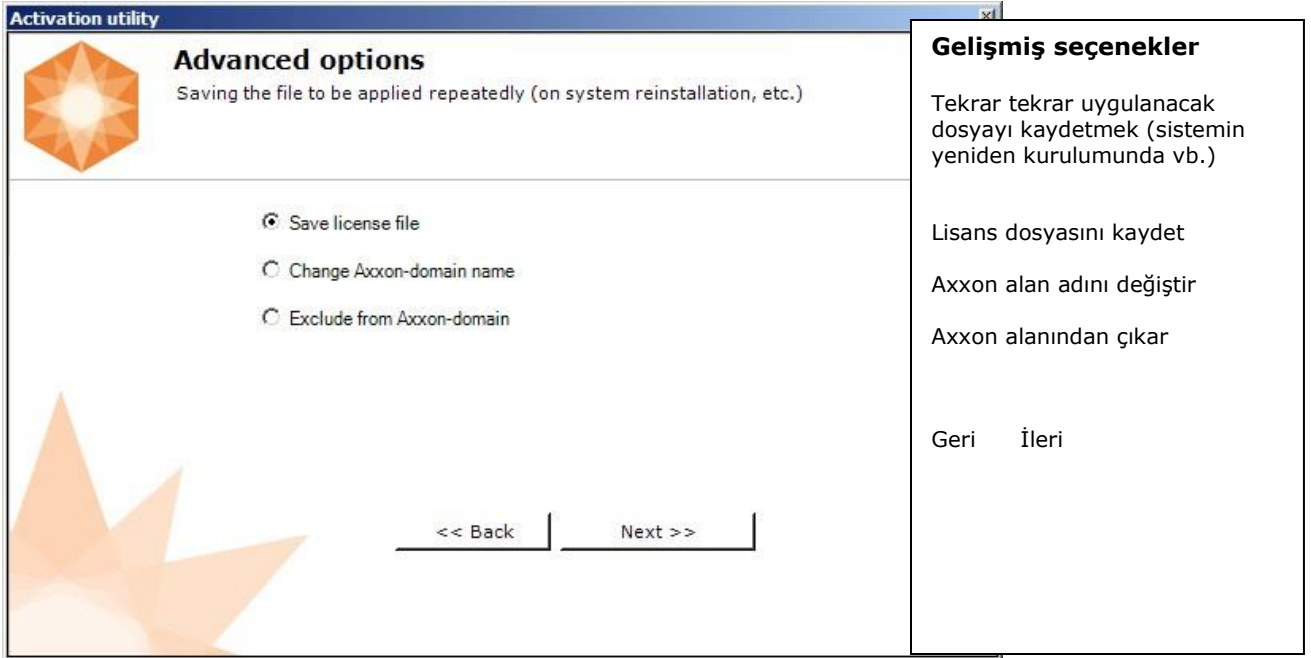 Activation utility
Advanced options
Saving the file to be applied repeatedly (on system reinstallation, etc.)
Save license file
Change Axxon-domain name
Exclude from Axxon-domain
<< Back
Next >>
Gelişmiş seçenekler
Tekrar tekrar uygulanacak
dosyayı kaydetmek (sistemin
yeniden kurulumunda vb.)
Lisans dosyasını kaydet
Axxon alan adını değiştir
Axxon alanından çıkar
Geri İleri